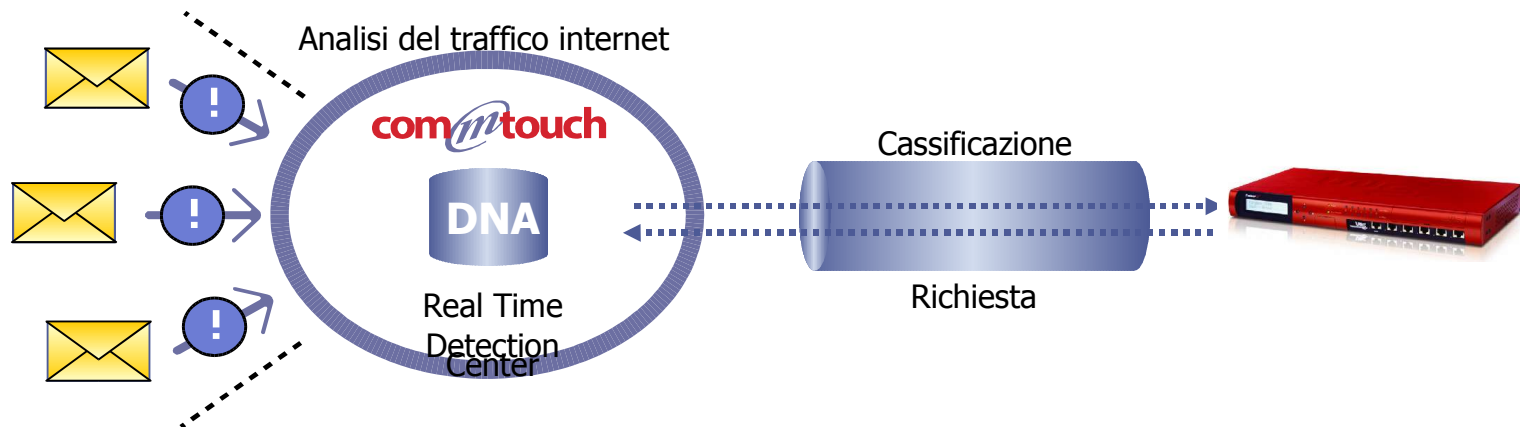 Analisi del traffico internet
!
commtouch
Cassificazione
!
DNA
Richiesta
!
Real Time
Detection
Center